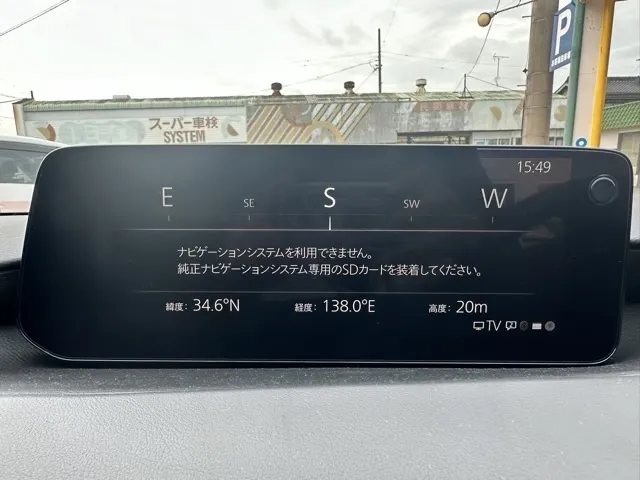 P
スーパー車検
SYSTEM
15:49
E SE S SW W
ナビゲーションシステムを利用できません。
純正ナビゲーションシステム専用のSDカードを装着してください。
緯度: 34.6°N 経度: 138.0°E 高度: 20m
TV